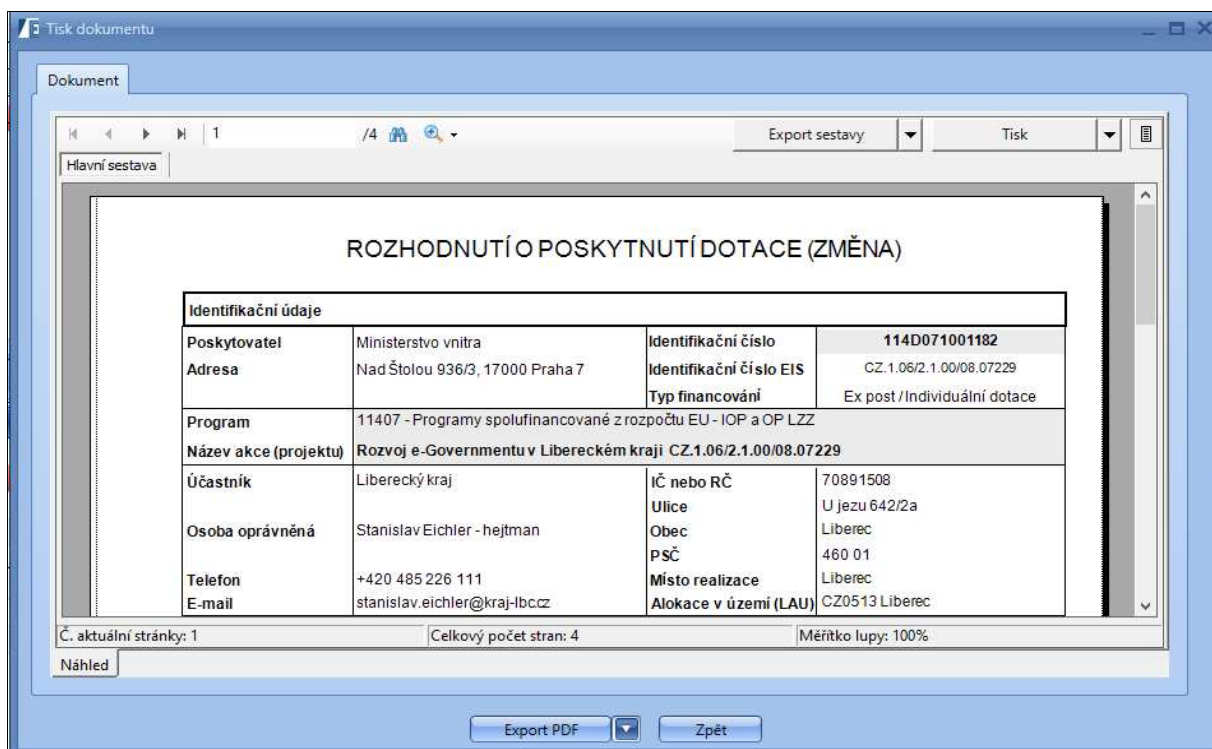 Tisk dokumentu
Dokument
1 /4 Export sestavy Tisk
Hlavní sestava
ROZHODNUTÍ O POSKYTNUTÍ DOTACE (ZMĚNA)
Identifikační údaje
Poskytovatel Ministerstvo vnitra Identifikační číslo 114D071001182
Adresa Nad Štolou 936/3, 17000 Praha 7 Identifikační číslo EIS CZ.1.06/2.1.00/08.07229
Typ financování Ex post / Individuální dotace
Program 11407 - Programy spolufinancované z rozpočtu EU - IOP a OP LZZ
Název akce (projektu) Rozvoj e-Governmentu v Libereckém kraji CZ.1.06/2.1.00/08.07229
Účastník Liberecký kraj IČ nebo RČ 70891508
Ulice U jezu 642/2a
Osoba oprávněná Stanislav Eichler - hejtman Obec Liberec
PSČ 460 01
Telefon +420 485 226 111 Místo realizace Liberec
E-mail stanislav.eichler@kraj-lbc.cz Alokace v území (LAU) CZ0513 Liberec
Č. aktuální stránky: 1 Celkový počet stran: 4 Měřítko lupy: 100%
Náhled
Export PDF Zpět